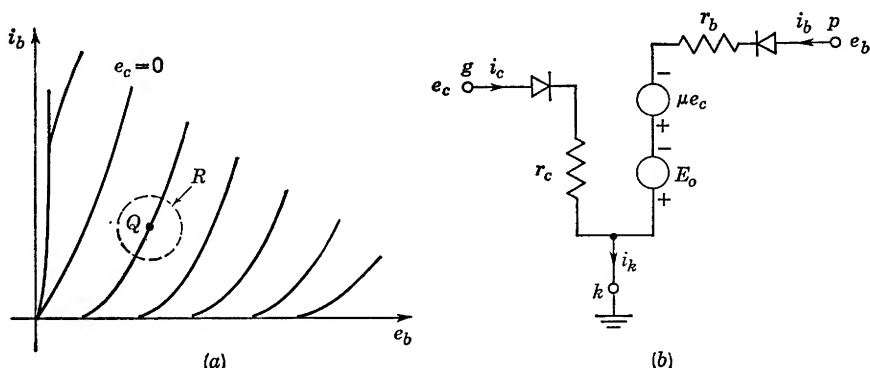 i_b
e_c=0
R
Q
e_b
(a)
r_b
i_b
p
e_b
e_c
g
i_c
−
μe_c
+
−
E_o
+
r_c
i_k
k
(b)